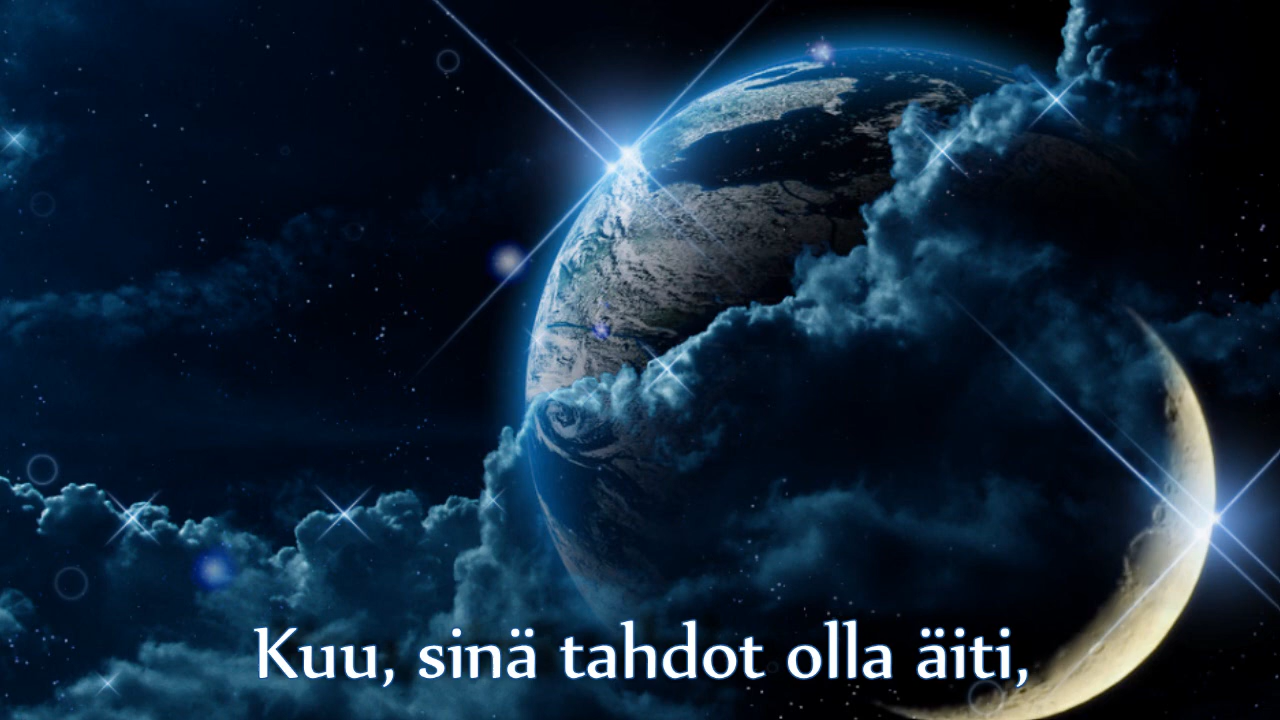 Kuu, sinä tahdot olla äiti,